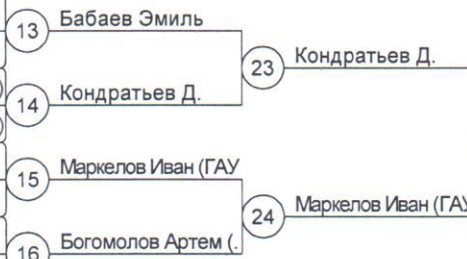 13 Бабаев Эмиль
23 Кондратьев Д.
14 Кондратьев Д.
15 Маркелов Иван (ГАУ
24 Маркелов Иван (ГАУ
16 Богомолов Артем (.